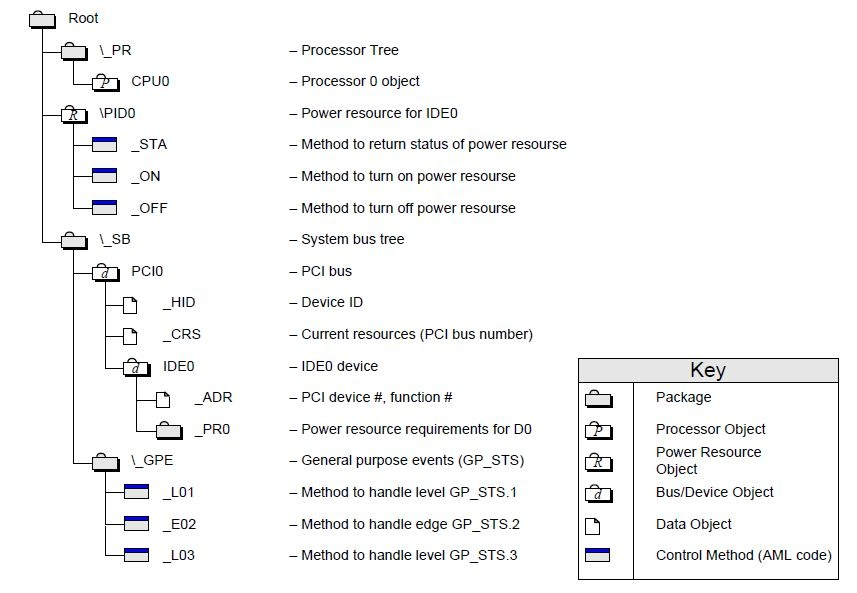 Root
\_PR – Processor Tree
P CPU0 – Processor 0 object
R \PID0 – Power resource for IDE0
_STA – Method to return status of power resourse
_ON – Method to turn on power resourse
_OFF – Method to turn off power resourse
\_SB – System bus tree
d PCI0 – PCI bus
_HID – Device ID
_CRS – Current resources (PCI bus number)
d IDE0 – IDE0 device
_ADR – PCI device #, function #
_PR0 – Power resource requirements for D0
\_GPE – General purpose events (GP_STS)
_L01 – Method to handle level GP_STS.1
_E02 – Method to handle edge GP_STS.2
_L03 – Method to handle level GP_STS.3
Key
Package
P Processor Object
R Power Resource
Object
d Bus/Device Object
Data Object
Control Method (AML code)